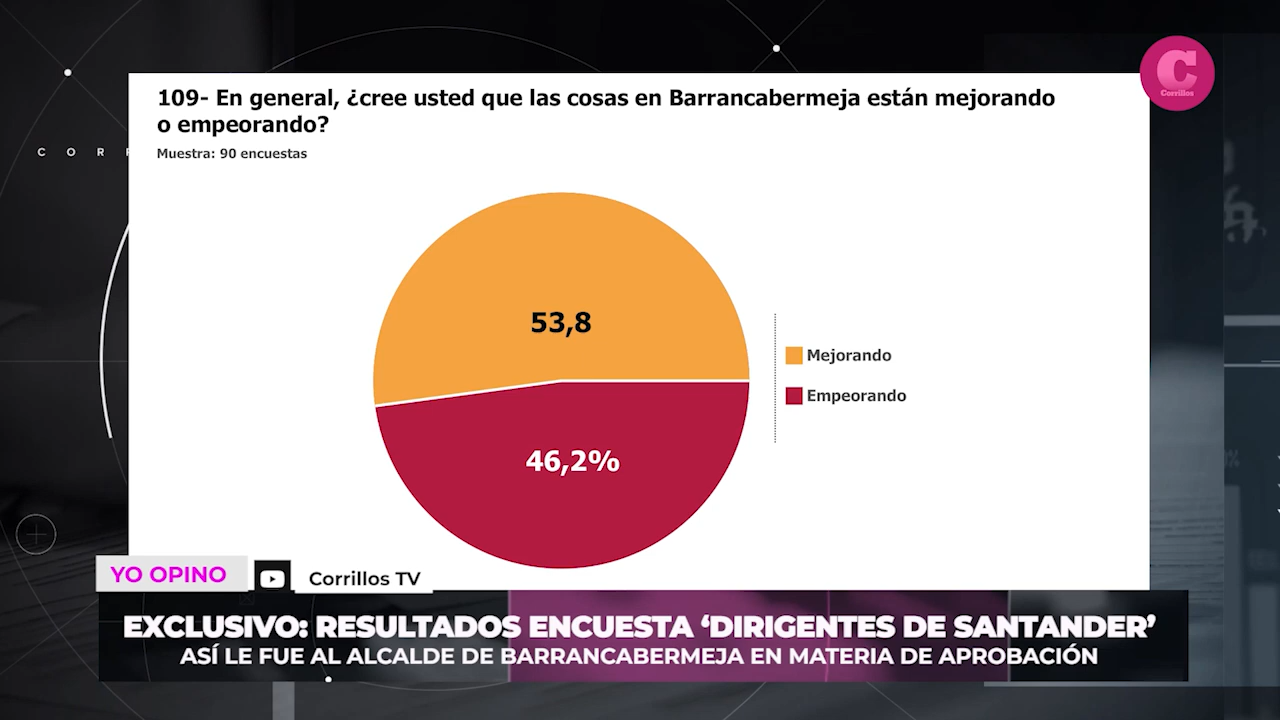 109- En general, ¿cree usted que las cosas en Barrancabermeja están mejorando
o empeorando?
Muestra: 90 encuestas
C
Corrillos
C O R
53,8
Mejorando
Empeorando
46,2%
YO OPINO
Corrillos TV
EXCLUSIVO: RESULTADOS ENCUESTA ‘DIRIGENTES DE SANTANDER’
ASÍ LE FUE AL ALCALDE DE BARRANCABERMEJA EN MATERIA DE APROBACIÓN